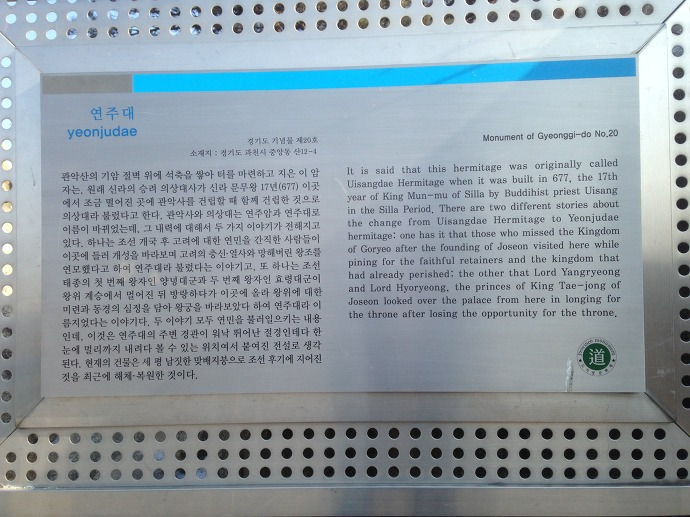 연주대
yeonjudae
경기도 기념물 제20호
소재지 : 경기도 과천시 중앙동 산12-4
관악산의 기암 절벽 위에 석축을 쌓아 터를 마련하고 지은 이 암
자는, 원래 신라의 승려 의상대사가 신라 문무왕 17년(677) 이곳
에서 조금 떨어진 곳에 관악사를 건립할 때 함께 건립한 것으로
의상대라 불렀다고 한다. 관악사와 의상대는 연주암과 연주대로
이름이 바뀌었는데, 그 내력에 대해서 두 가지 이야기가 전해지고
있다. 하나는 조선 개국 후 고려에 대한 연민을 간직한 사람들이
이곳에 들러 개성을 바라보며 고려의 충신·열사와 망해버린 왕조를
연모했다고 하여 연주대라 불렀다는 이야기고, 또 하나는 조선
태종의 첫 번째 왕자인 양녕대군과 두 번째 왕자인 효령대군이
왕위 계승에서 멀어진 뒤 방랑하다가 이곳에 올라 왕위에 대한
미련과 동경의 심정을 담아 왕궁을 바라보았다 하여 연주대라 이
름지었다는 이야기이다. 두 이야기 모두 연민을 불러일으키는 내용
인데, 이것은 연주대의 주변 경관이 워낙 뛰어난 절경인데다 한
눈에 멀리까지 내려다 볼 수 있는 위치여서 붙여진 전설로 생각
된다. 현재의 건물은 세 평 남짓한 맞배지붕으로 조선 후기에 지어진
것을 최근에 해체·복원한 것이다.
Monument of Gyeonggi-do No.20
It is said that this hermitage was originally called
Uisangdae Hermitage when it was built in 677, the 17th
year of King Mun-mu of Silla by Buddihist priest Uisang
in the Silla Period. There are two different stories about
the change from Uisangdae Hermitage to Yeonjudae
hermitage: one has it that those who missed the Kingdom
of Goryeo after the founding of Joseon visited here while
pining for the faithful retainers and the kingdom that
had already perished; the other that Lord Yangryeong
and Lord Hyoryeong, the princes of King Tae-jong of
Joseon looked over the palace from here in longing for
the throne after losing the opportunity for the throne.
道